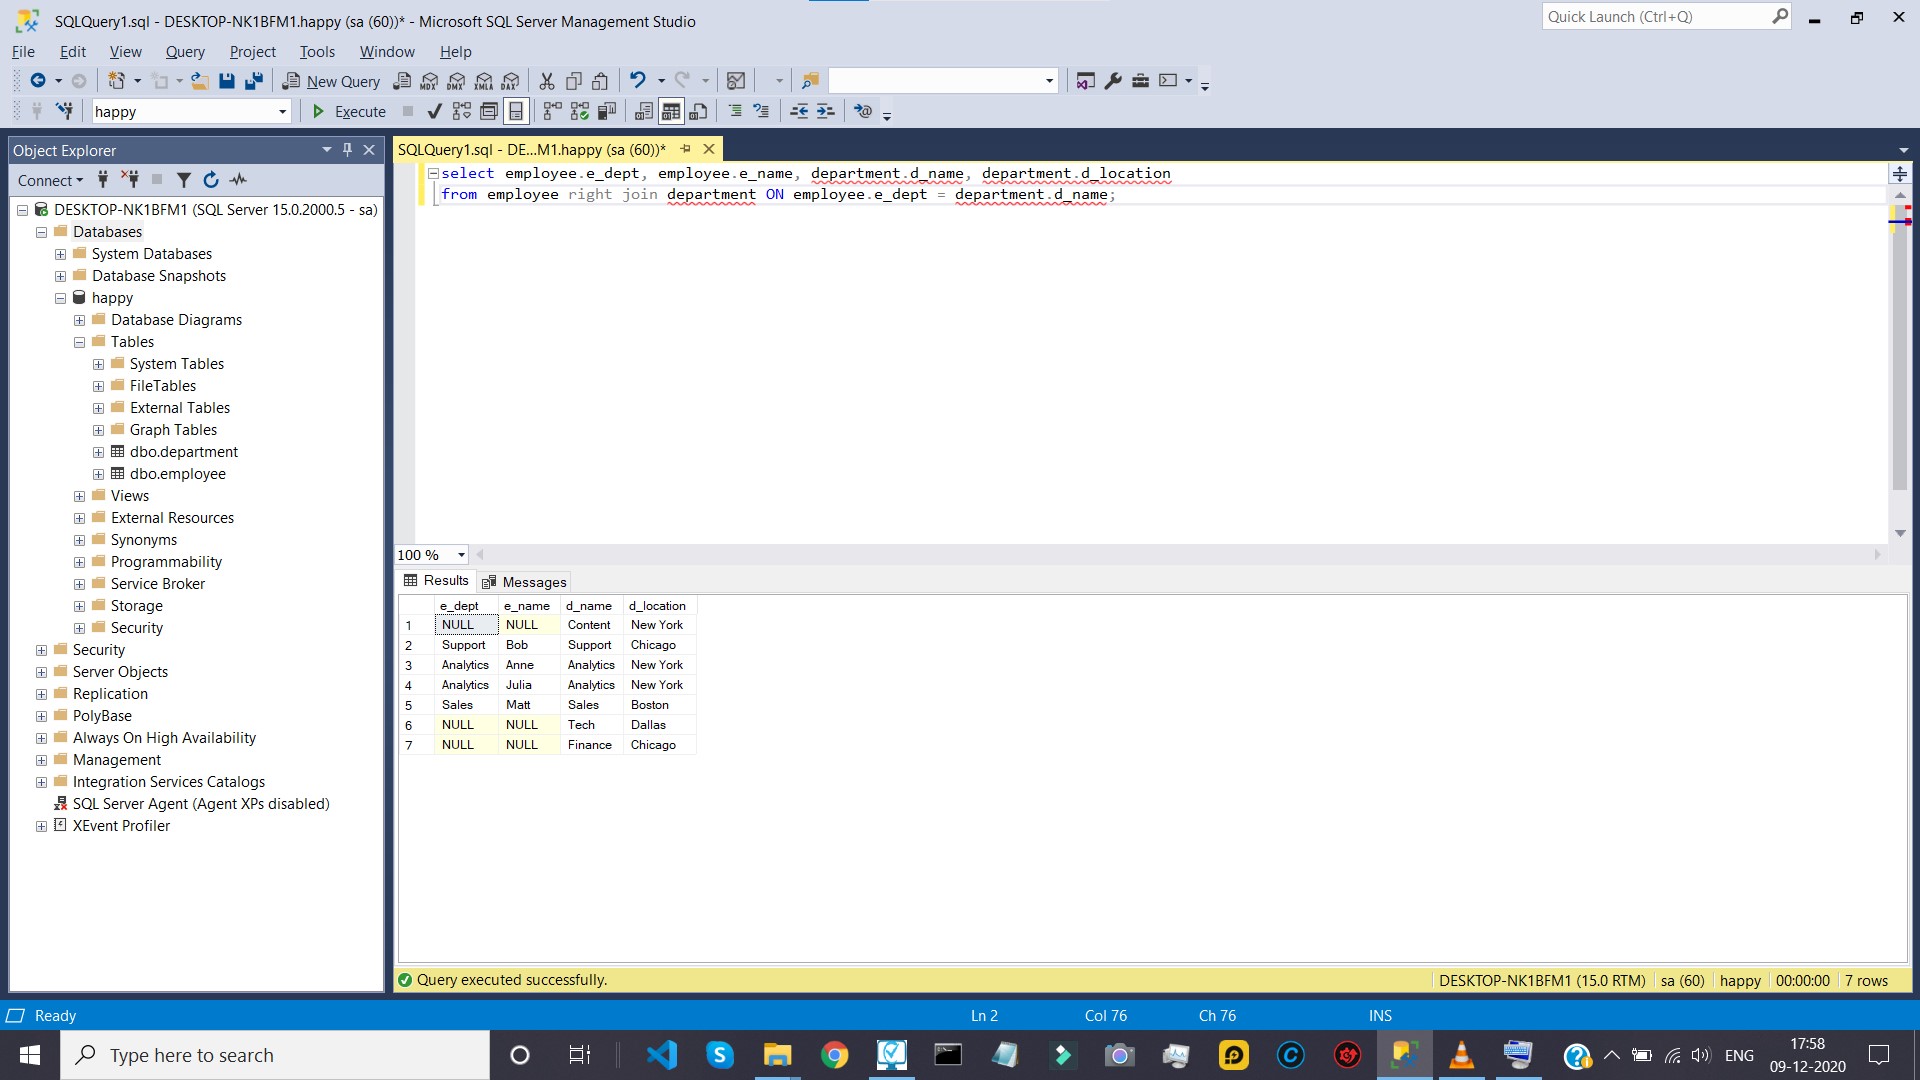 SQLQuery1.sql - DESKTOP-NK1BFM1.happy (sa (60))* - Microsoft SQL Server Management Studio
Quick Launch (Ctrl+Q)
File Edit View Query Project Tools Window Help
New Query MDX DMX XMLA DAX
happy Execute
Object Explorer
Connect
DESKTOP-NK1BFM1 (SQL Server 15.0.2000.5 - sa)
Databases
System Databases
Database Snapshots
happy
Database Diagrams
Tables
System Tables
FileTables
External Tables
Graph Tables
dbo.department
dbo.employee
Views
External Resources
Synonyms
Programmability
Service Broker
Storage
Security
Security
Server Objects
Replication
PolyBase
Always On High Availability
Management
Integration Services Catalogs
SQL Server Agent (Agent XPs disabled)
XEvent Profiler
SQLQuery1.sql - DE...M1.happy (sa (60))*
select employee.e_dept, employee.e_name, department.d_name, department.d_location
from employee right join department ON employee.e_dept = department.d_name;
100 %
Results Messages
e_dept e_name d_name d_location
1 NULL NULL Content New York
2 Support Bob Support Chicago
3 Analytics Anne Analytics New York
4 Analytics Julia Analytics New York
5 Sales Matt Sales Boston
6 NULL NULL Tech Dallas
7 NULL NULL Finance Chicago
Query executed successfully.
DESKTOP-NK1BFM1 (15.0 RTM) sa (60) happy 00:00:00 7 rows
Ready Ln 2 Col 76 Ch 76 INS
Type here to search
ENG
17:58
09-12-2020